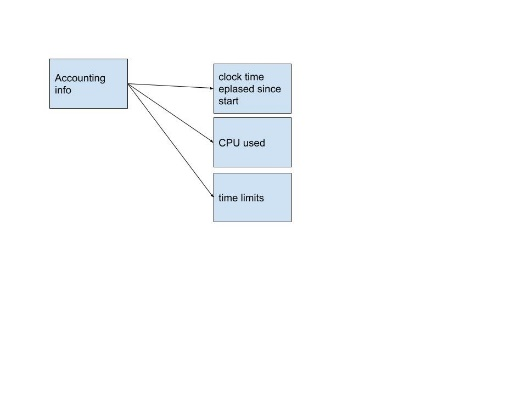 Accounting
info
clock time
eplased since
start
CPU used
time limits